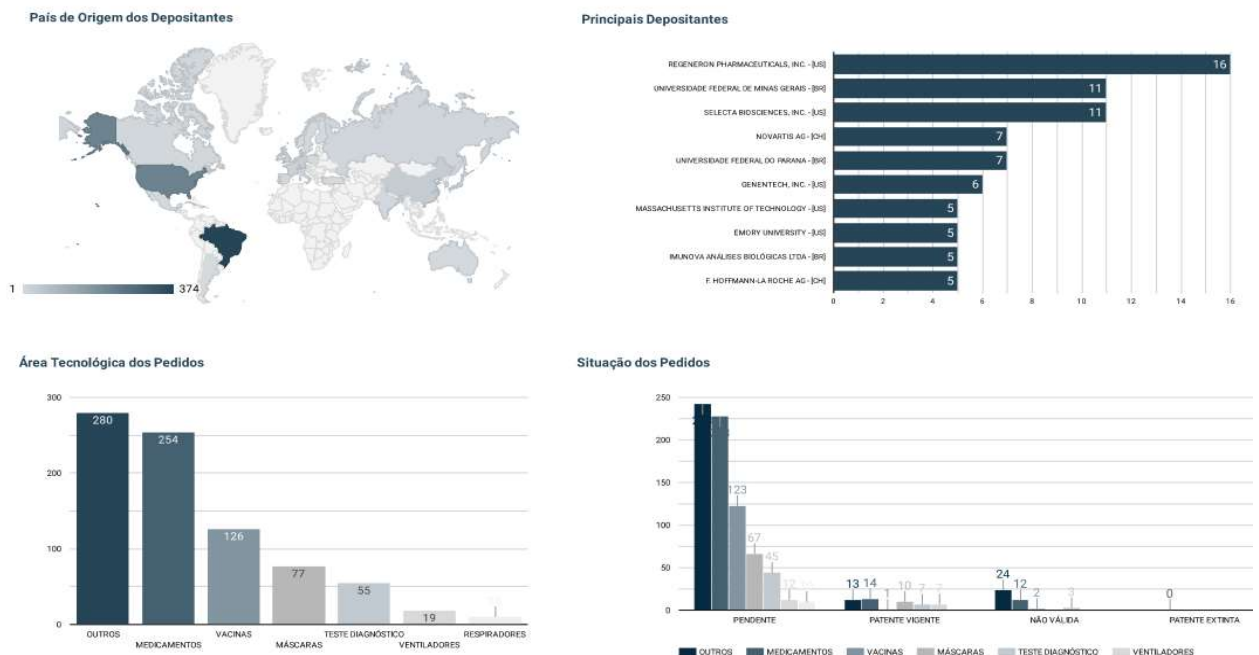 País de Origem dos Depositantes
1
374
Principais Depositantes
REGENERON PHARMACEUTICALS, INC. - [US]
16
UNIVERSIDADE FEDERAL DE MINAS GERAIS - [BR]
11
SELECTA BIOSCIENCES, INC. - [US]
11
NOVARTIS AG - [CH]
7
UNIVERSIDADE FEDERAL DO PARANA - [BR]
7
GENENTECH, INC. - [US]
6
MASSACHUSETTS INSTITUTE OF TECHNOLOGY - [US]
5
EMORY UNIVERSITY - [US]
5
IMUNOVA ANÁLISES BIOLÓGICAS LTDA - [BR]
5
F. HOFFMANN-LA ROCHE AG - [CH]
5
0 2 4 6 8 10 12 14 16
Área Tecnológica dos Pedidos
300
200
100
0
280
254
126
77
55
19
OUTROS
MEDICAMENTOS
VACINAS
MÁSCARAS
TESTE DIAGNÓSTICO
VENTILADORES
RESPIRADORES
Situação dos Pedidos
250
200
150
100
50
0
123
67
45
12
13 14 1 10 7 7
24 12 2 3
0
PENDENTE
PATENTE VIGENTE
NÃO VÁLIDA
PATENTE EXTINTA
OUTROS MEDICAMENTOS VACINAS MÁSCARAS TESTE DIAGNÓSTICO VENTILADORES